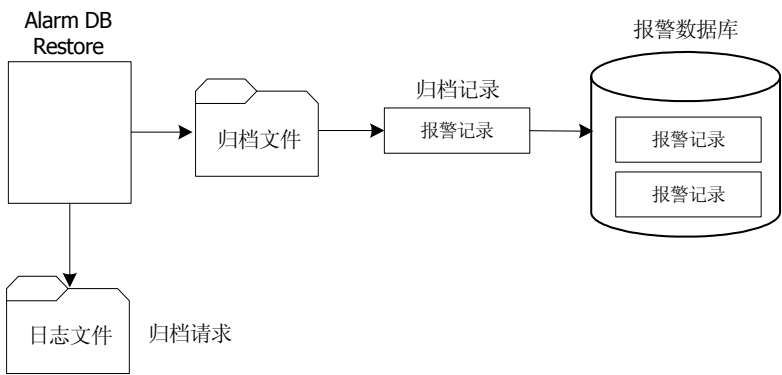 Alarm DB
Restore
报警数据库
归档记录
归档文件
报警记录
报警记录
报警记录
日志文件
归档请求